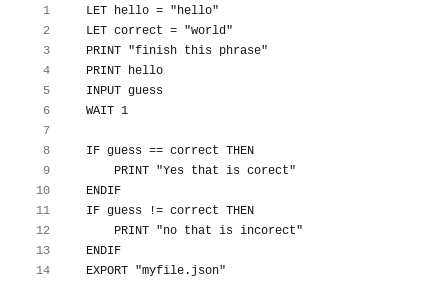 1 LET hello = "hello"
2 LET correct = "world"
3 PRINT "finish this phrase"
4 PRINT hello
5 INPUT guess
6 WAIT 1
7
8 IF guess == correct THEN
9     PRINT "Yes that is corect"
10 ENDIF
11 IF guess != correct THEN
12     PRINT "no that is incorect"
13 ENDIF
14 EXPORT "myfile.json"